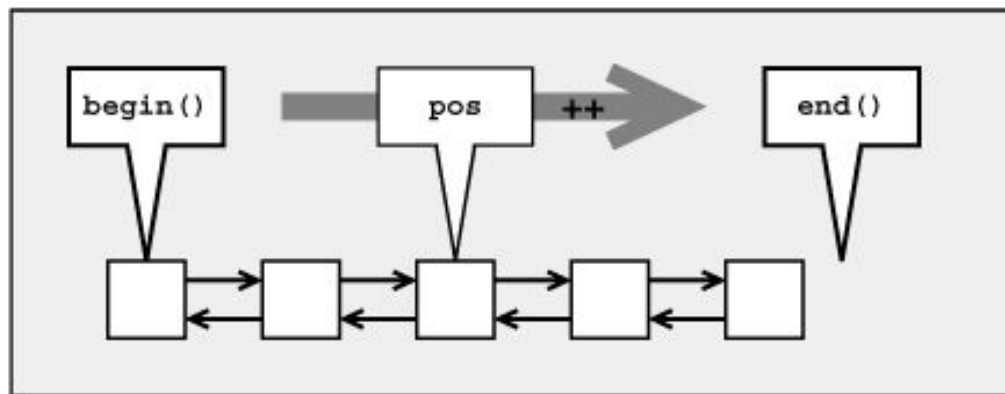 begin()
pos
++
end()